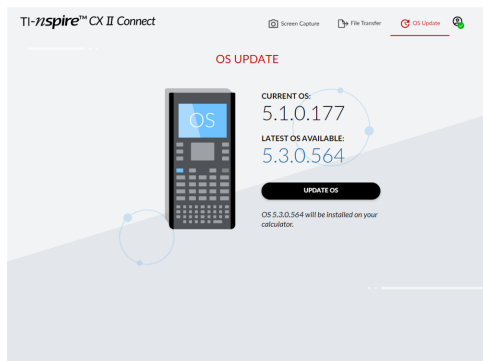 TI-nspire™ CX II Connect
Screen Capture
File Transfer
OS Update
OS UPDATE
OS
CURRENT OS:
5.1.0.177
LATEST OS AVAILABLE:
5.3.0.564
UPDATE OS
OS 5.3.0.564 will be installed on your
calculator.